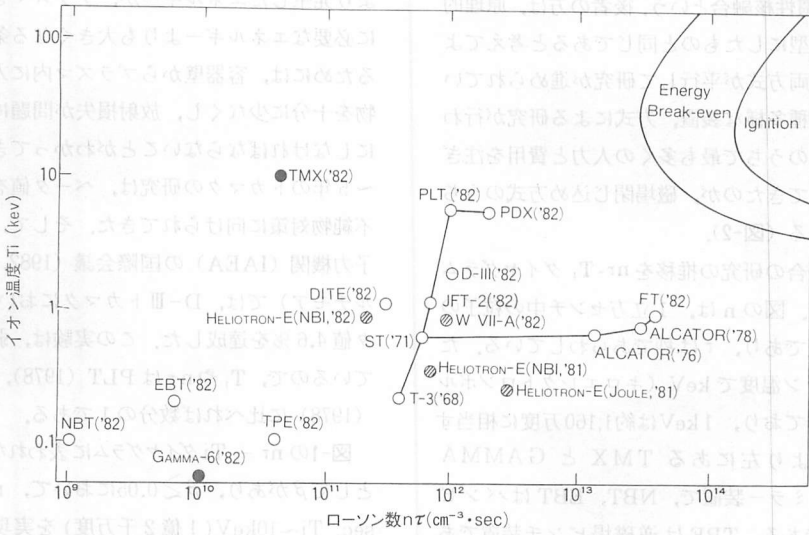 100
10
1
0.1
イオン温度 Ti (keV)
10⁹
10¹⁰
10¹¹
10¹²
10¹³
10¹⁴
ローソン数nτ(cm⁻³・sec)
Energy
Break-even
Ignition
TMX('82)
PLT('82)
PDX('82)
D-III('82)
DITE('82)
JFT-2('82)
HELIOTRON-E(NBI,'82)
W VII-A('82)
FT('82)
ST('71)
ALCATOR('78)
ALCATOR('76)
HELIOTRON-E(NBI,'81)
HELIOTRON-E(JOULE,'81)
EBT('82)
T-3('68)
NBT('82)
TPE('82)
GAMMA-6('82)